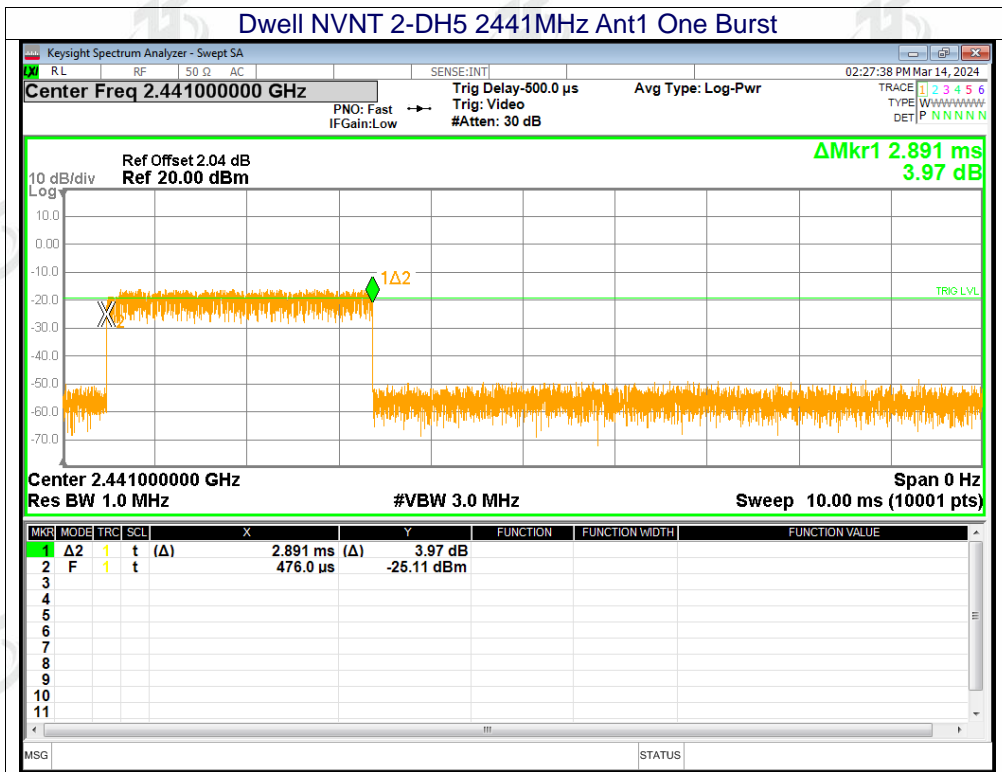 Dwell NVNT 2-DH5 2441MHz Ant1 One Burst
Keysight Spectrum Analyzer - Swept SA
LXI RL RF 50 Ω AC SENSE:INT 02:27:38 PM Mar 14, 2024
Center Freq 2.441000000 GHz
PNO: Fast
IFGain:Low
Trig Delay-500.0 µs
Trig: Video
#Atten: 30 dB
Avg Type: Log-Pwr
TRACE 1 2 3 4 5 6
TYPE WWWWWWW
DET P N N N N N
ΔMkr1 2.891 ms
3.97 dB
Ref Offset 2.04 dB
10 dB/div Ref 20.00 dBm
Log
10.0
0.00
-10.0
1Δ2
-20.0
TRIG LVL
2
-30.0
-40.0
-50.0
-60.0
-70.0
Center 2.441000000 GHz Span 0 Hz
Res BW 1.0 MHz #VBW 3.0 MHz Sweep 10.00 ms (10001 pts)
MKR MODE TRC SCL X Y FUNCTION FUNCTION WIDTH FUNCTION VALUE
1 Δ2 1 t (Δ) 2.891 ms (Δ) 3.97 dB
2 F 1 t 476.0 µs -25.11 dBm
3
4
5
6
7
8
9
10
11
MSG STATUS